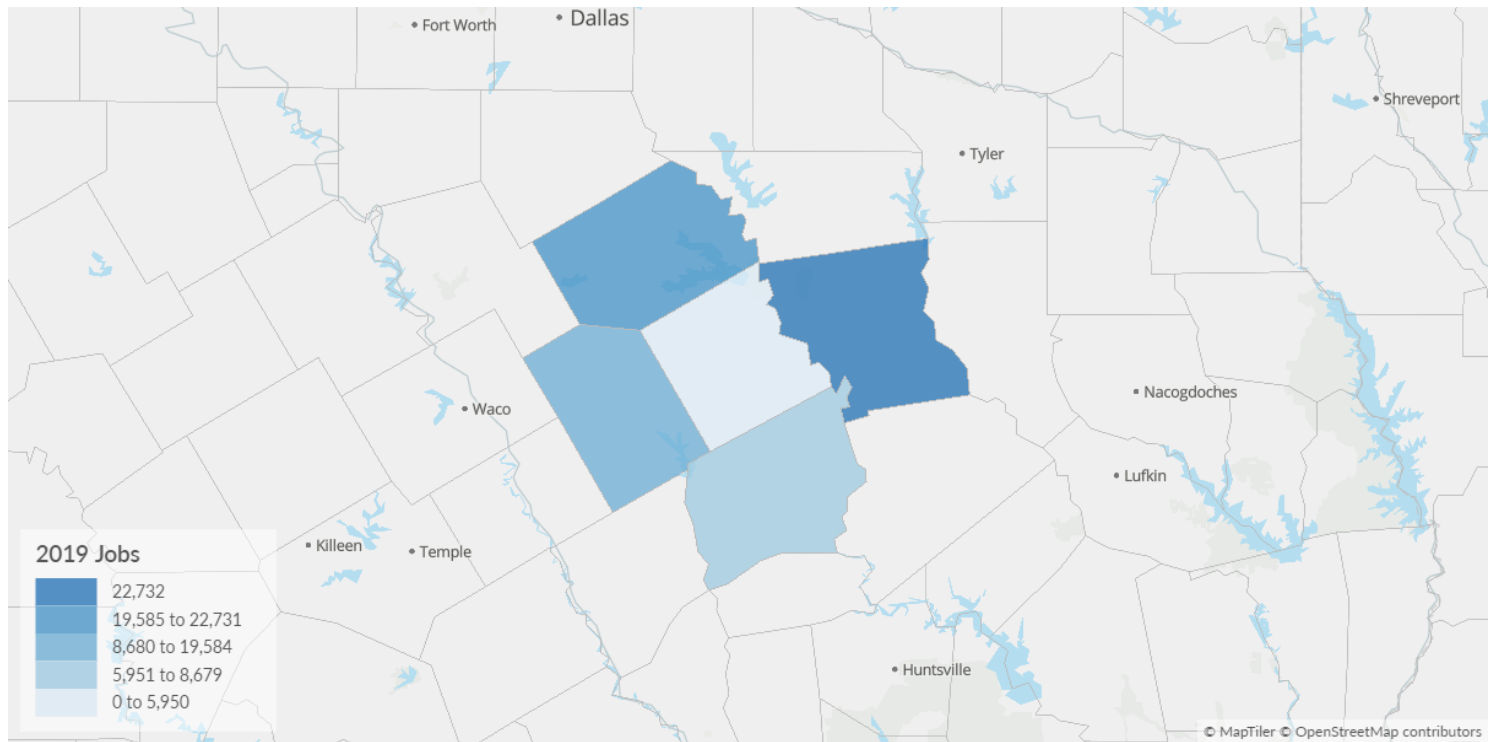 Fort Worth
Dallas
Shreveport
Tyler
Nacogdoches
Waco
Lufkin
Killeen
Temple
Huntsville
2019 Jobs
22,732
19,585 to 22,731
8,680 to 19,584
5,951 to 8,679
0 to 5,950
© MapTiler © OpenStreetMap contributors